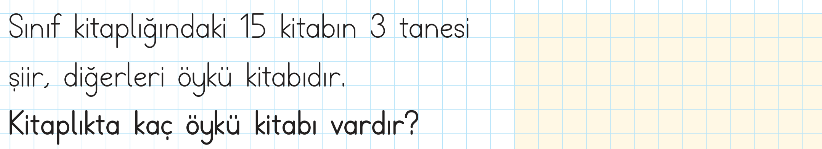 Sınıf kitaplığındaki 15 kitabın 3 tanesi
şiir, diğerleri öykü kitabıdır.
Kitaplıkta kaç öykü kitabı vardır?